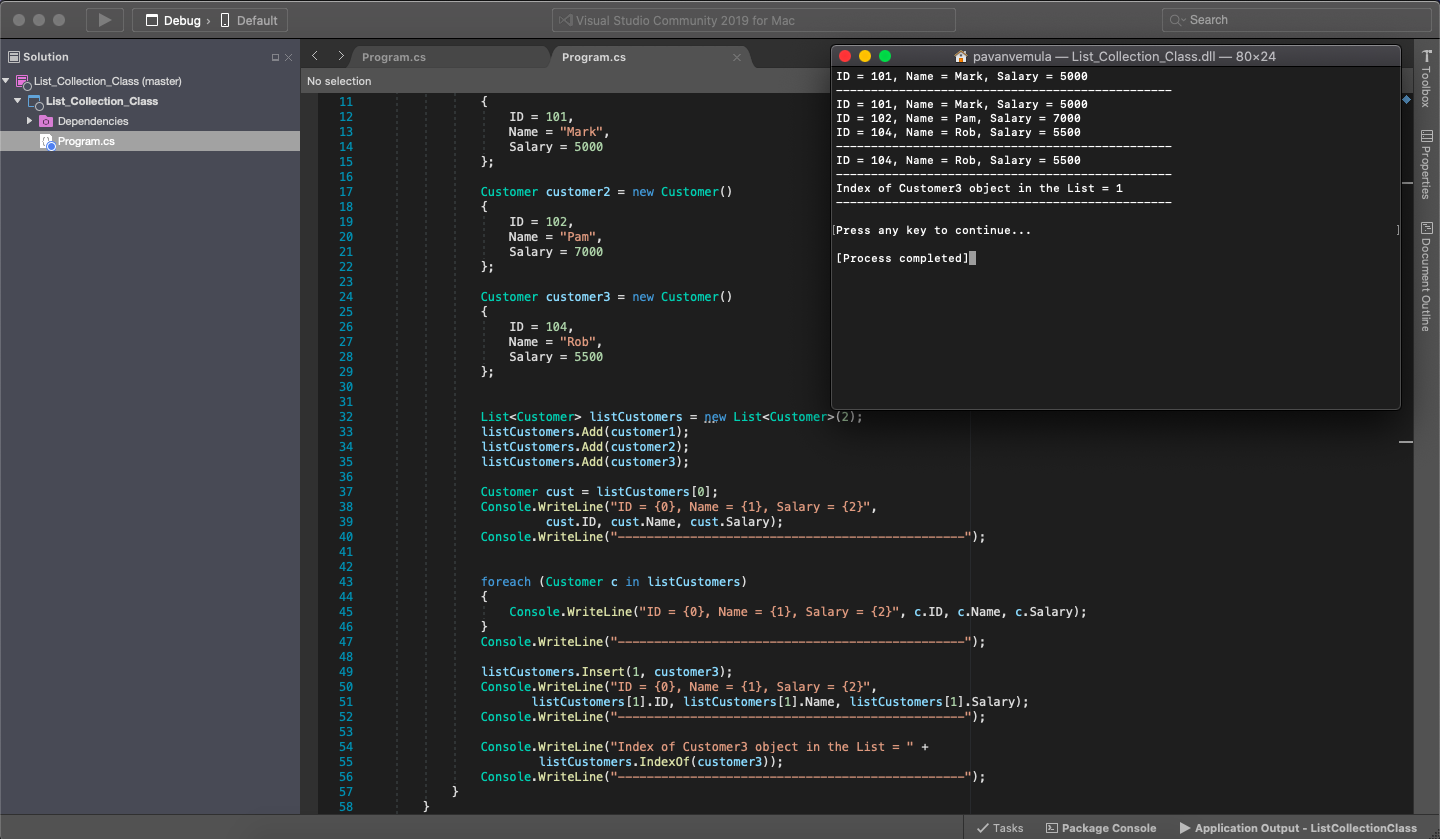 Debug › Default
Visual Studio Community 2019 for Mac
Search
Solution
List_Collection_Class (master)
List_Collection_Class
Dependencies
Program.cs
Program.cs
Program.cs
No selection
11 {
12 ID = 101,
13 Name = "Mark",
14 Salary = 5000
15 };
16
17 Customer customer2 = new Customer()
18 {
19 ID = 102,
20 Name = "Pam",
21 Salary = 7000
22 };
23
24 Customer customer3 = new Customer()
25 {
26 ID = 104,
27 Name = "Rob",
28 Salary = 5500
29 };
30
31
32 List<Customer> listCustomers = new List<Customer>(2);
33 listCustomers.Add(customer1);
34 listCustomers.Add(customer2);
35 listCustomers.Add(customer3);
36
37 Customer cust = listCustomers[0];
38 Console.WriteLine("ID = {0}, Name = {1}, Salary = {2}",
39 cust.ID, cust.Name, cust.Salary);
40 Console.WriteLine("------------------------------------------------");
41
42
43 foreach (Customer c in listCustomers)
44 {
45 Console.WriteLine("ID = {0}, Name = {1}, Salary = {2}", c.ID, c.Name, c.Salary);
46 }
47 Console.WriteLine("------------------------------------------------");
48
49 listCustomers.Insert(1, customer3);
50 Console.WriteLine("ID = {0}, Name = {1}, Salary = {2}",
51 listCustomers[1].ID, listCustomers[1].Name, listCustomers[1].Salary);
52 Console.WriteLine("------------------------------------------------");
53
54 Console.WriteLine("Index of Customer3 object in the List = " +
55 listCustomers.IndexOf(customer3));
56 Console.WriteLine("------------------------------------------------");
57 }
58 }
pavanvemula — List_Collection_Class.dll — 80×24
ID = 101, Name = Mark, Salary = 5000
------------------------------------------------
ID = 101, Name = Mark, Salary = 5000
ID = 102, Name = Pam, Salary = 7000
ID = 104, Name = Rob, Salary = 5500
------------------------------------------------
ID = 104, Name = Rob, Salary = 5500
------------------------------------------------
Index of Customer3 object in the List = 1
------------------------------------------------
[Press any key to continue... ]
[Process completed]
Toolbox
Properties
Document Outline
Tasks
Package Console
Application Output - ListCollectionClass